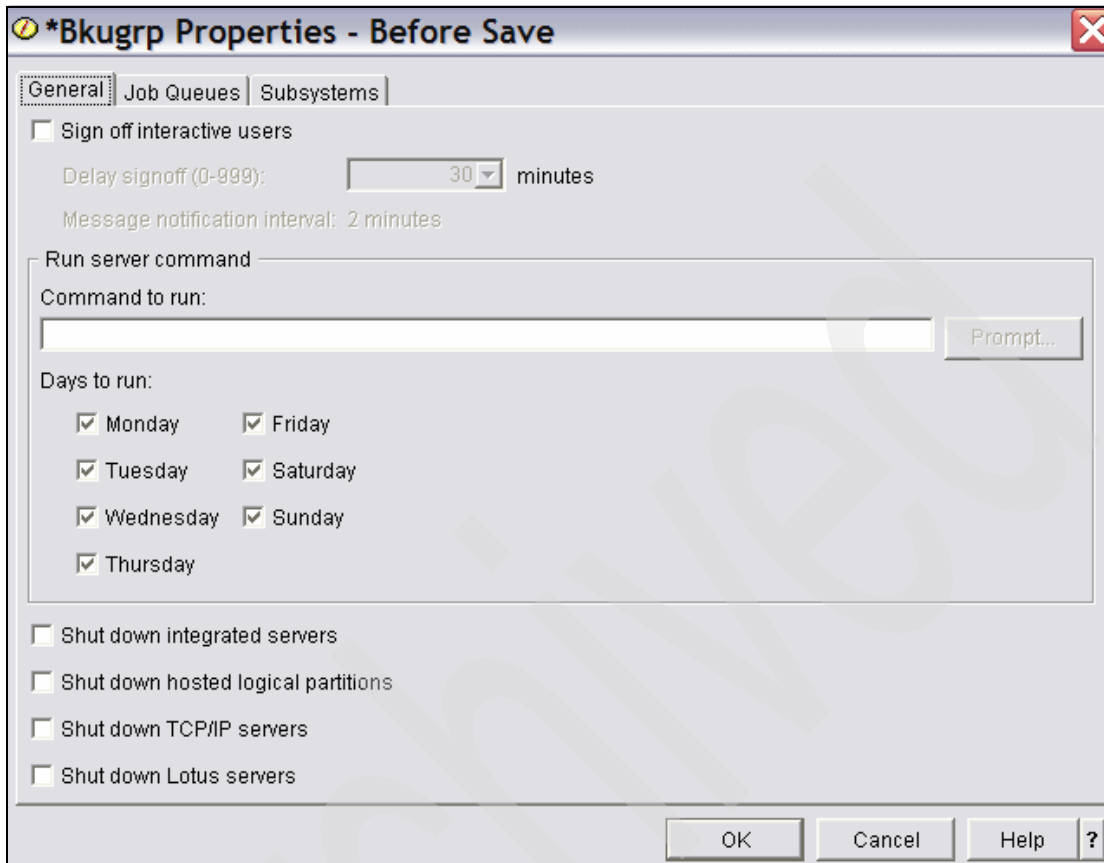 *Bkugrp Properties - Before Save
General Job Queues Subsystems
Sign off interactive users
Delay signoff (0-999): 30 minutes
Message notification interval: 2 minutes
Run server command
Command to run:
Prompt...
Days to run:
Monday Friday
Tuesday Saturday
Wednesday Sunday
Thursday
Shut down integrated servers
Shut down hosted logical partitions
Shut down TCP/IP servers
Shut down Lotus servers
OK Cancel Help ?